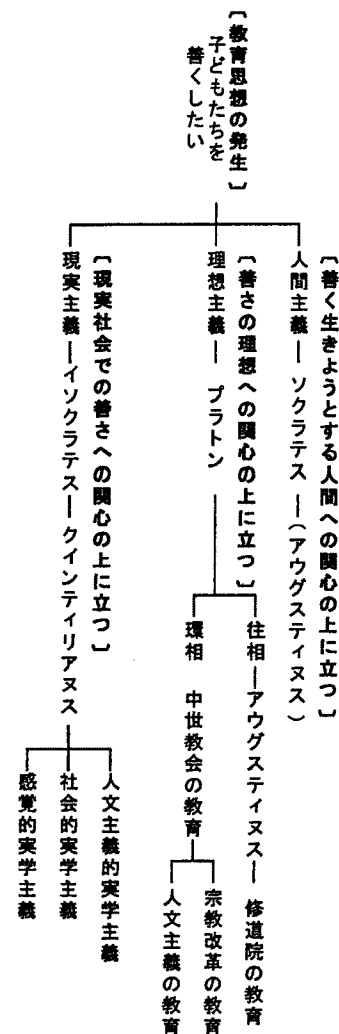 〔教育思想の発生〕
子どもたちを
善くしたい
〔善く生きようとする人間への関心の上に立つ〕
人間主義―ソクラテス―(アウグスティヌス)
〔善さの理想への関心の上に立つ〕
理想主義―プラトン
往相―アウグスティヌス―修道院の教育
環相 中世教会の教育
宗教改革の教育
人文主義の教育
〔現実社会での善さへの関心の上に立つ〕
現実主義―イソクラテス―クインティリアヌス
人文主義的実学主義
社会的実学主義
感覚的実学主義